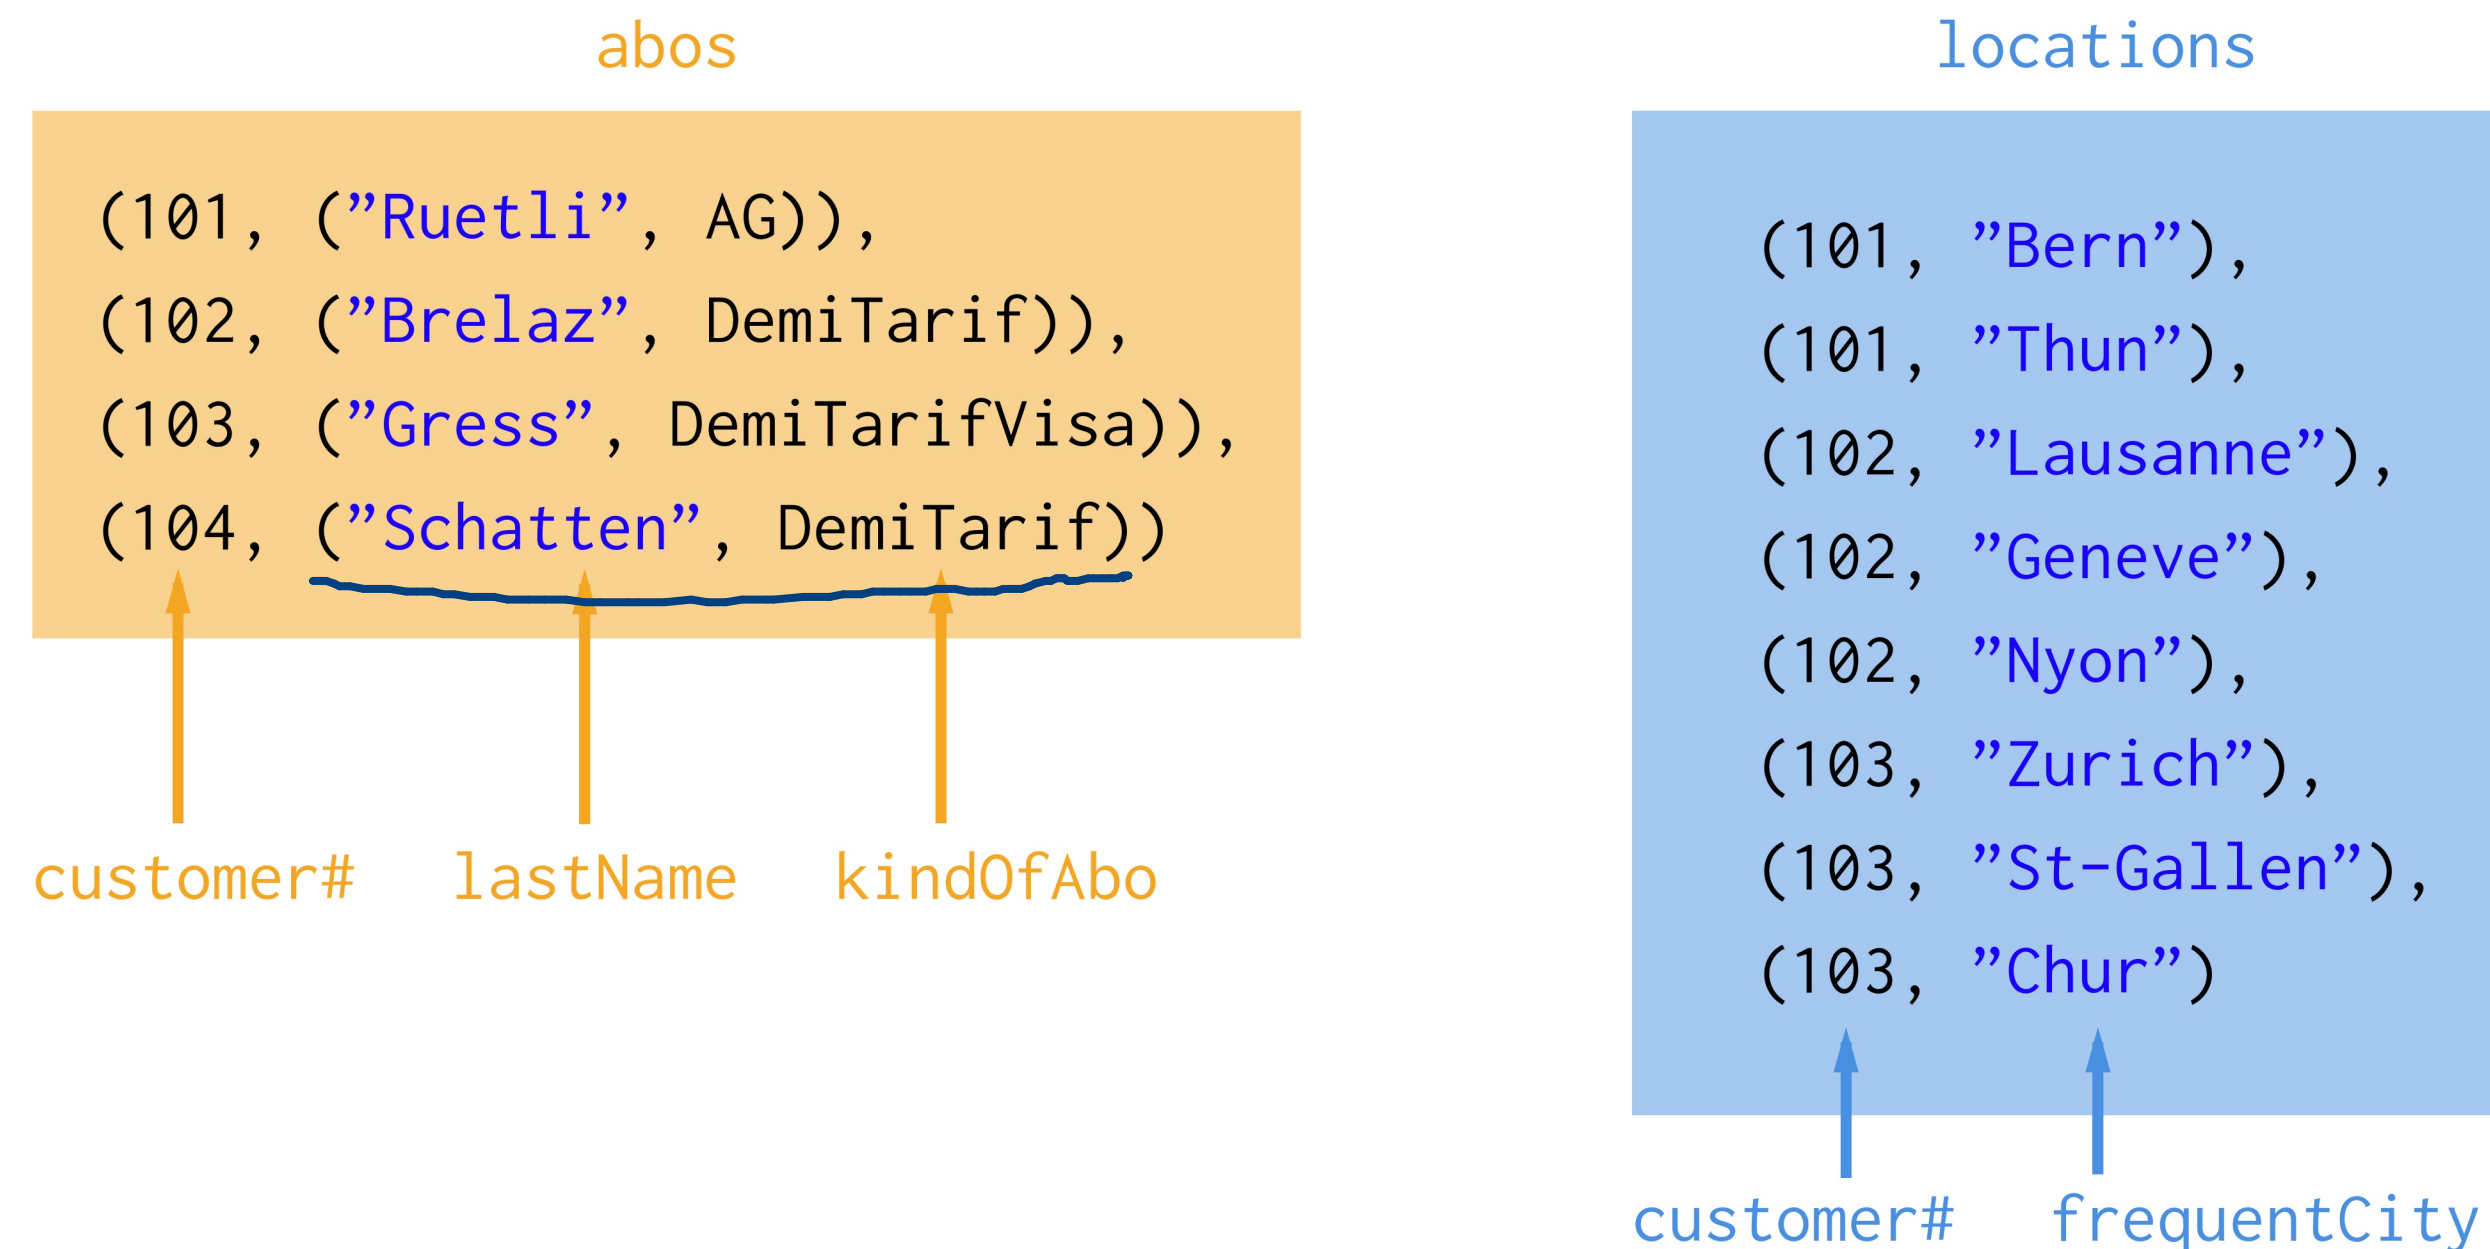 abos
(101, (”Ruetli”, AG)),
(102, (”Brelaz”, DemiTarif)),
(103, (”Gress”, DemiTarifVisa)),
(104, (”Schatten”, DemiTarif))
customer# lastName kindOfAbo
locations
(101, ”Bern”),
(101, ”Thun”),
(102, ”Lausanne”),
(102, ”Geneve”),
(102, ”Nyon”),
(103, ”Zurich”),
(103, ”St-Gallen”),
(103, ”Chur”)
customer# frequentCity